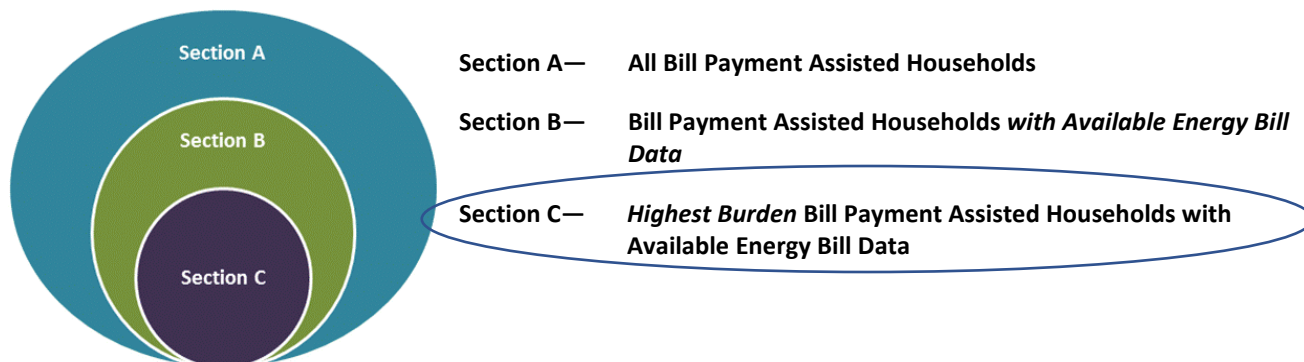 Section A
Section B
Section C
Section A— All Bill Payment Assisted Households
Section B— Bill Payment Assisted Households with Available Energy Bill
Data
Section C— Highest Burden Bill Payment Assisted Households with
Available Energy Bill Data